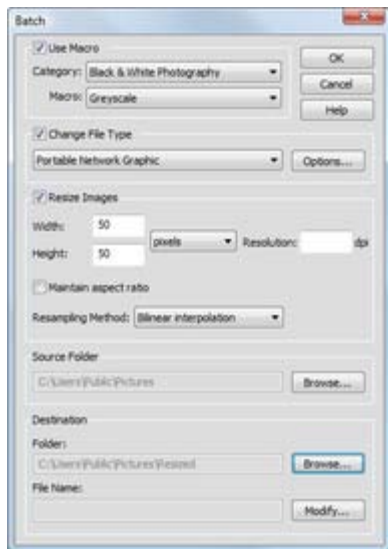 Batch
Use Macro
OK
Category: Black & White Photography
Cancel
Macro: Greyscale
Help
Change File Type
Portable Network Graphic
Options...
Resize Images
Width: 50
pixels
Resolution: dpi
Height: 50
Maintain aspect ratio
Resampling Method: Bilinear interpolation
Source Folder
C:\Users\Public\Pictures
Browse...
Destination
Folder:
C:\Users\Public\Pictures\Resized
Browse...
File Name:
Modify...